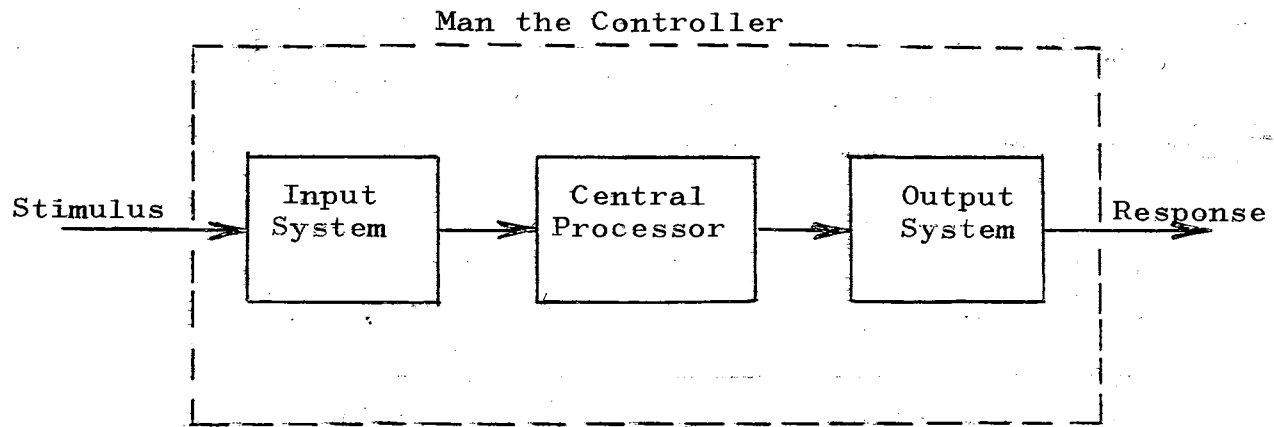 Man the Controller
Stimulus
Input
System
Central
Processor
Output
System
Response